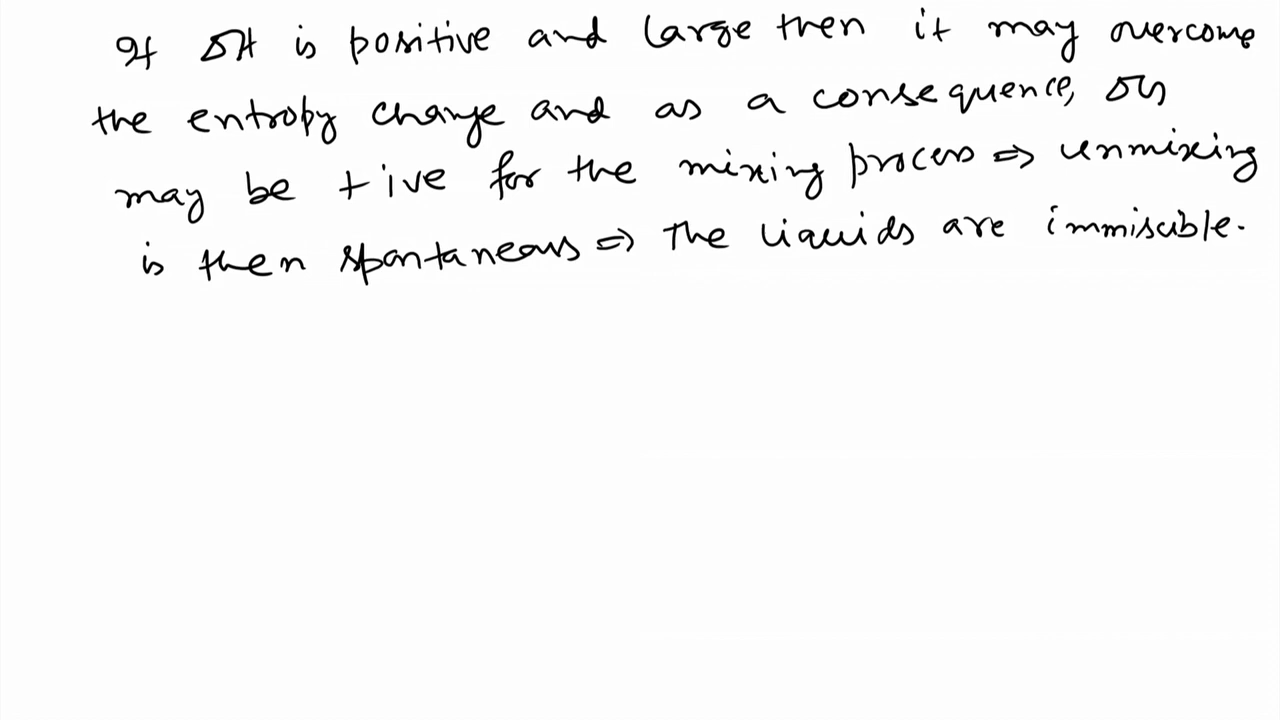 If ΔH is positive and large then it may overcome
the entropy change and as a consequence, ΔG
may be +ive for the mixing process ⇒ unmixing
is then spontaneous ⇒ The liquids are immiscible.